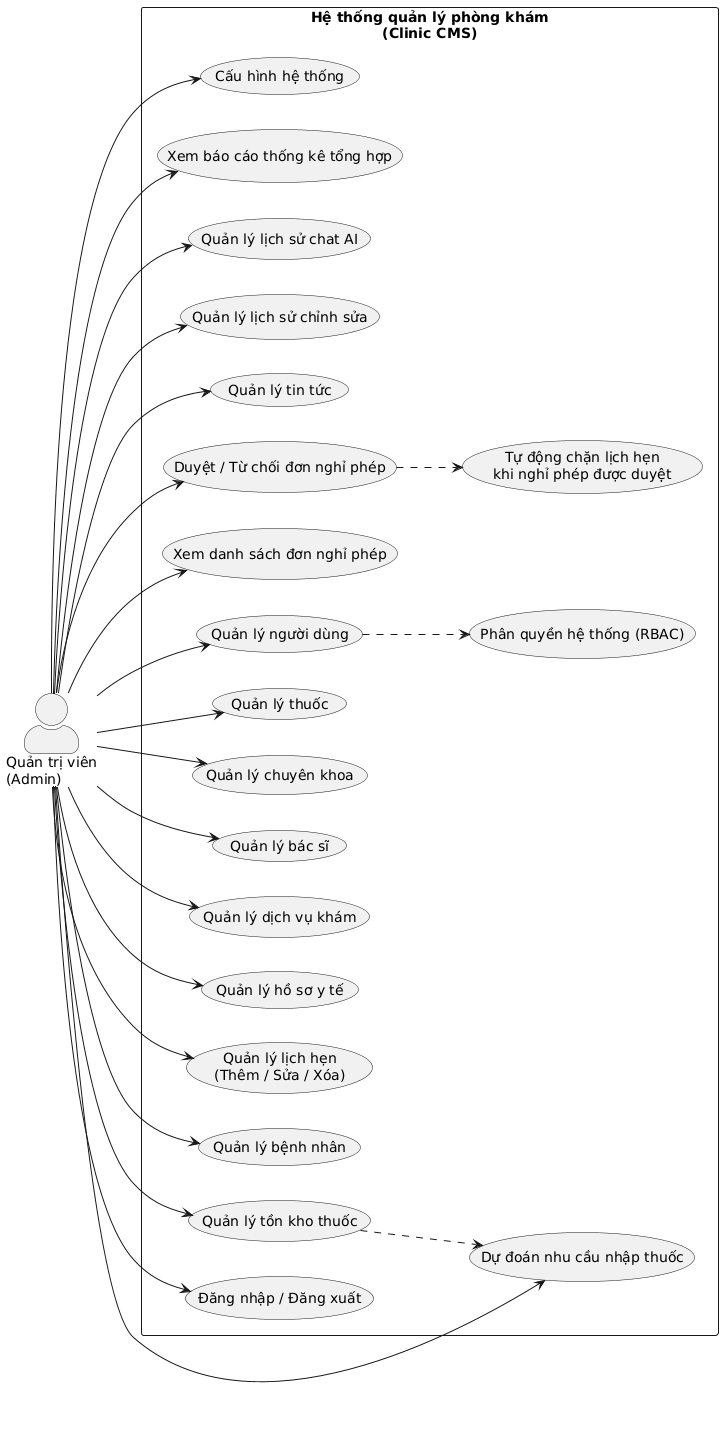 Hệ thống quản lý phòng khám
(Clinic CMS)
Cấu hình hệ thống
Xem báo cáo thống kê tổng hợp
Quản lý lịch sử chat AI
Quản lý lịch sử chỉnh sửa
Quản lý tin tức
Duyệt / Từ chối đơn nghỉ phép
Tự động chặn lịch hẹn
khi nghỉ phép được duyệt
Xem danh sách đơn nghỉ phép
Quản lý người dùng
Phân quyền hệ thống (RBAC)
Quản lý thuốc
Quản trị viên
(Admin)
Quản lý chuyên khoa
Quản lý bác sĩ
Quản lý dịch vụ khám
Quản lý hồ sơ y tế
Quản lý lịch hẹn
(Thêm / Sửa / Xóa)
Quản lý bệnh nhân
Quản lý tồn kho thuốc
Dự đoán nhu cầu nhập thuốc
Đăng nhập / Đăng xuất